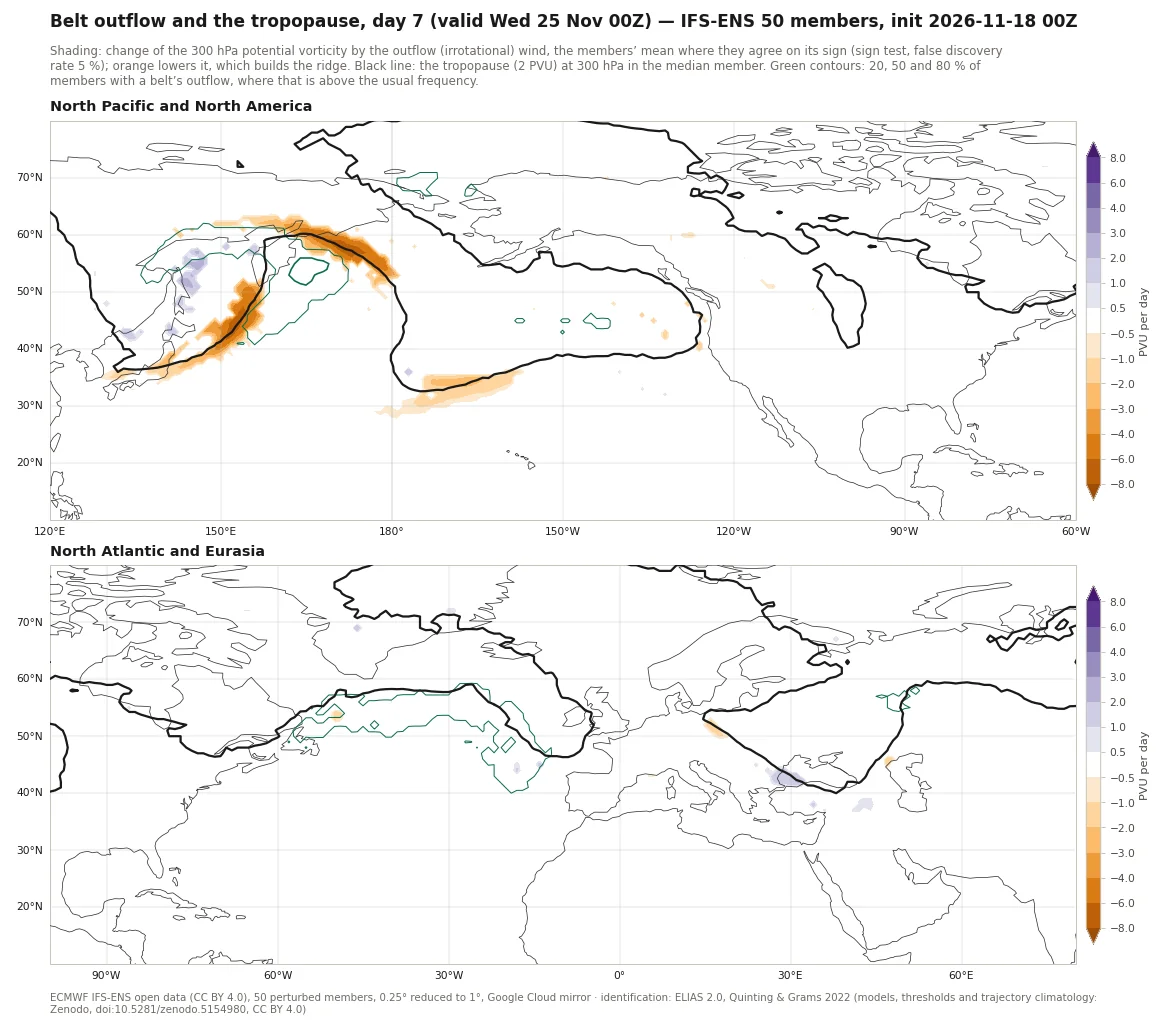 Belt outflow and the tropopause, day 7 (valid Wed 25 Nov 00Z) — IFS-ENS 50 members, init 2026-11-18 00Z
Shading: change of the 300 hPa potential vorticity by the outflow (irrotational) wind, the members’ mean where they agree on its sign (sign test, false discovery
rate 5 %); orange lowers it, which builds the ridge. Black line: the tropopause (2 PVU) at 300 hPa in the median member. Green contours: 20, 50 and 80 % of
members with a belt’s outflow, where that is above the usual frequency.
North Pacific and North America
70°N
60°N
50°N
40°N
30°N
20°N
120°E
150°E
180°
150°W
120°W
90°W
60°W
8.0
6.0
4.0
3.0
2.0
1.0
0.5
−0.5
−1.0
−2.0
−3.0
−4.0
−6.0
−8.0
PVU per day
North Atlantic and Eurasia
70°N
60°N
50°N
40°N
30°N
20°N
90°W
60°W
30°W
0°
30°E
60°E
8.0
6.0
4.0
3.0
2.0
1.0
0.5
−0.5
−1.0
−2.0
−3.0
−4.0
−6.0
−8.0
PVU per day
ECMWF IFS-ENS open data (CC BY 4.0), 50 perturbed members, 0.25° reduced to 1°, Google Cloud mirror · identification: ELIAS 2.0, Quinting & Grams 2022 (models, thresholds and trajectory climatology:
Zenodo, doi:10.5281/zenodo.5154980, CC BY 4.0)